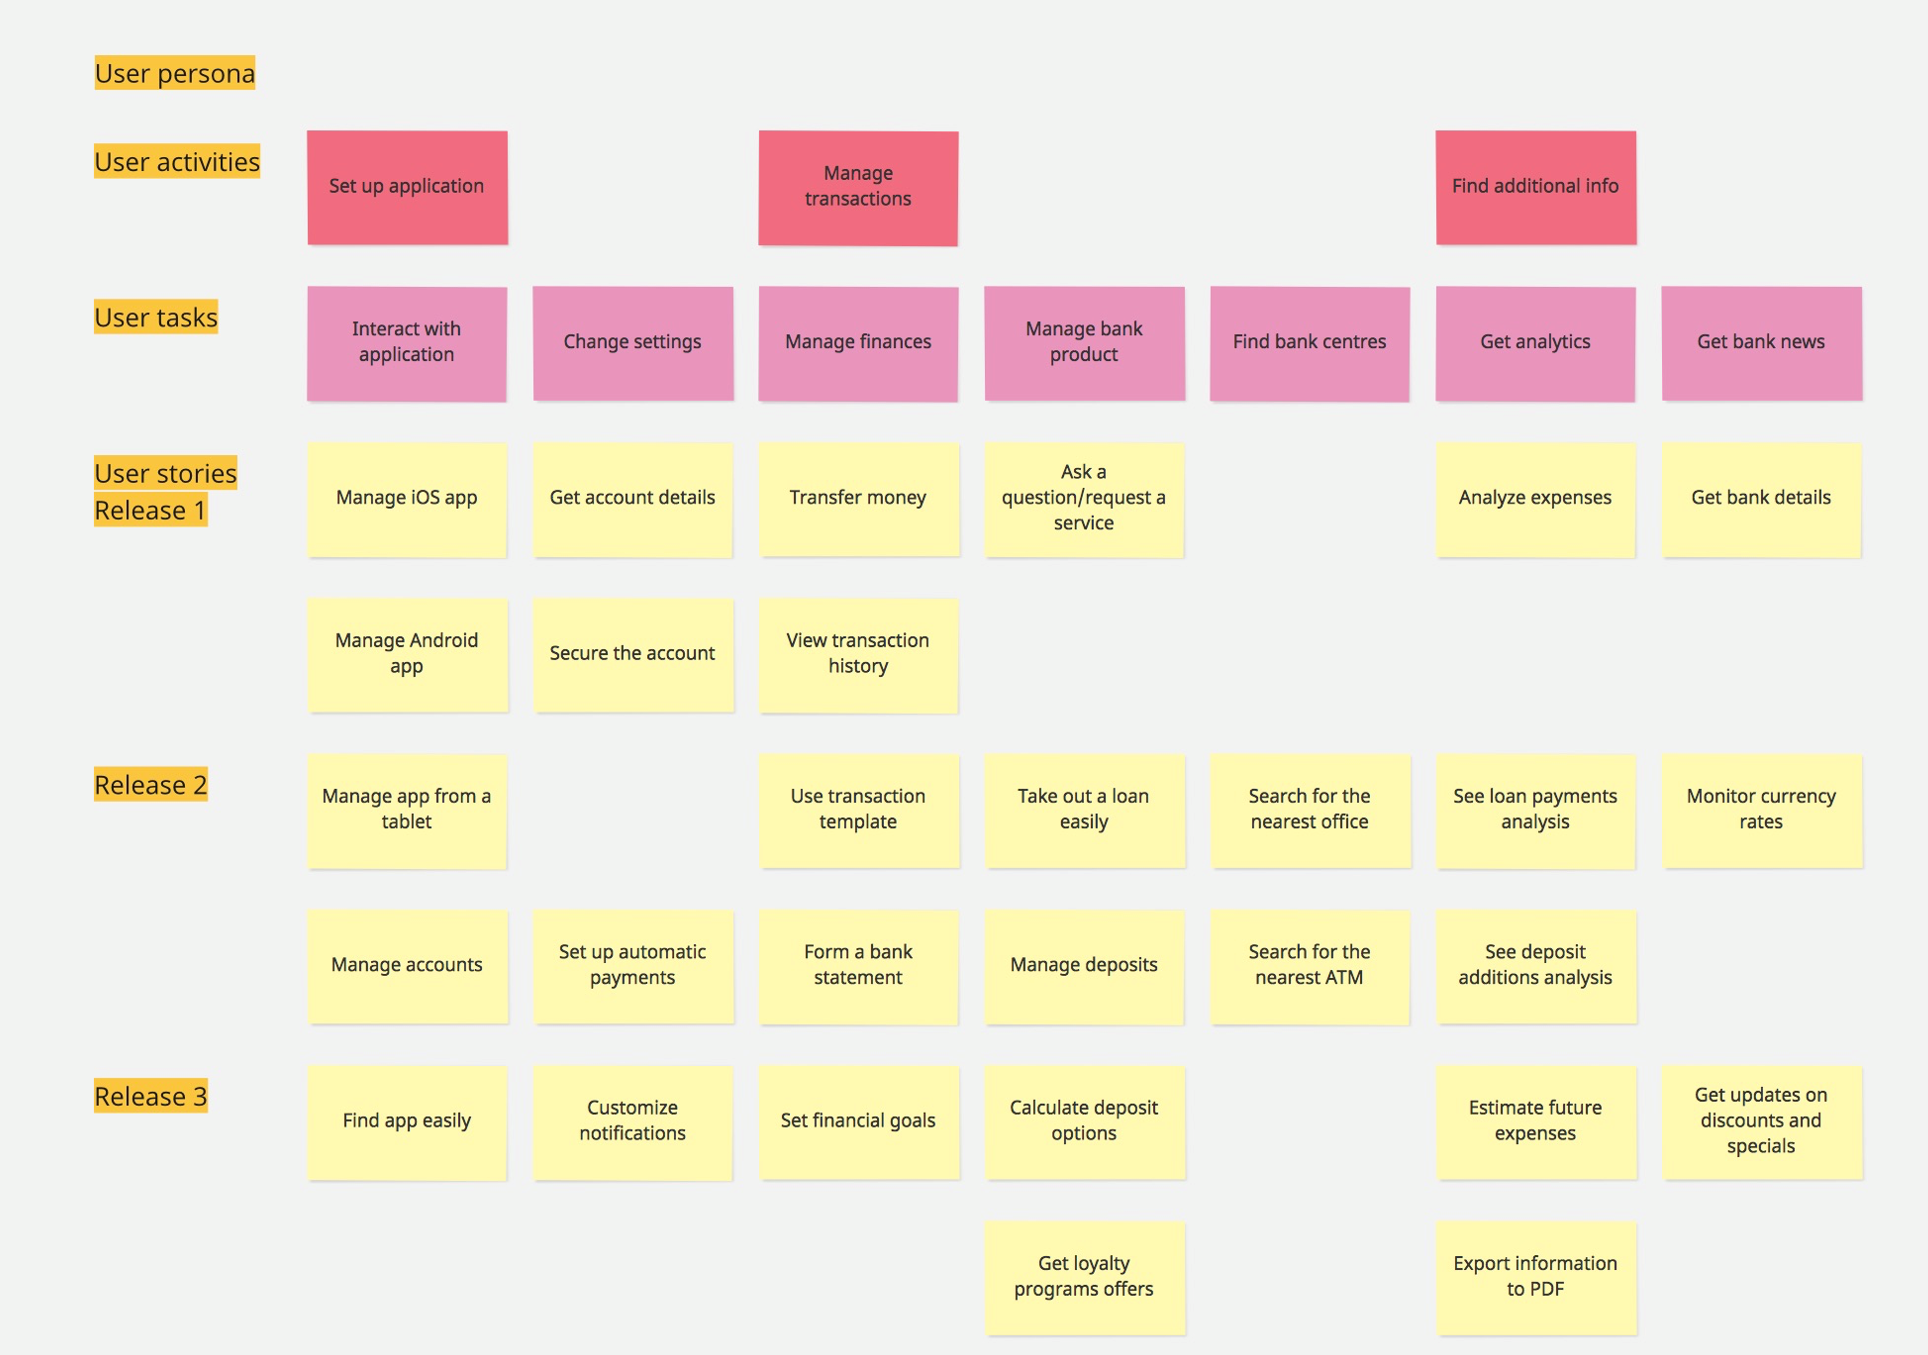 User persona
User activities
Set up application
Manage
transactions
Find additional info
User tasks
Interact with
application
Change settings
Manage finances
Manage bank
product
Find bank centres
Get analytics
Get bank news
User stories
Release 1
Manage iOS app
Get account details
Transfer money
Ask a
question/request a
service
Analyze expenses
Get bank details
Manage Android
app
Secure the account
View transaction
history
Release 2
Manage app from a
tablet
Use transaction
template
Take out a loan
easily
Search for the
nearest office
See loan payments
analysis
Monitor currency
rates
Manage accounts
Set up automatic
payments
Form a bank
statement
Manage deposits
Search for the
nearest ATM
See deposit
additions analysis
Release 3
Find app easily
Customize
notifications
Set financial goals
Calculate deposit
options
Estimate future
expenses
Get updates on
discounts and
specials
Get loyalty
programs offers
Export information
to PDF